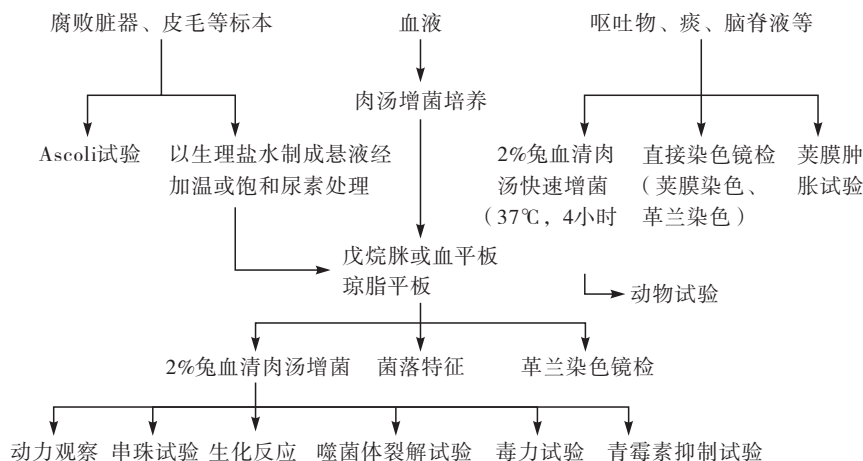 腐败脏器、皮毛等标本
血液
呕吐物、痰、脑脊液等
肉汤增菌培养
Ascoli试验
以生理盐水制成悬液经
加温或饱和尿素处理
2%兔血清肉
汤快速增菌
(37℃,4小时
直接染色镜检
(荚膜染色、
革兰染色)
荚膜肿
胀试验
戊烷脒或血平板
琼脂平板
动物试验
2%兔血清肉汤增菌
菌落特征
革兰染色镜检
动力观察
串珠试验
生化反应
噬菌体裂解试验
毒力试验
青霉素抑制试验